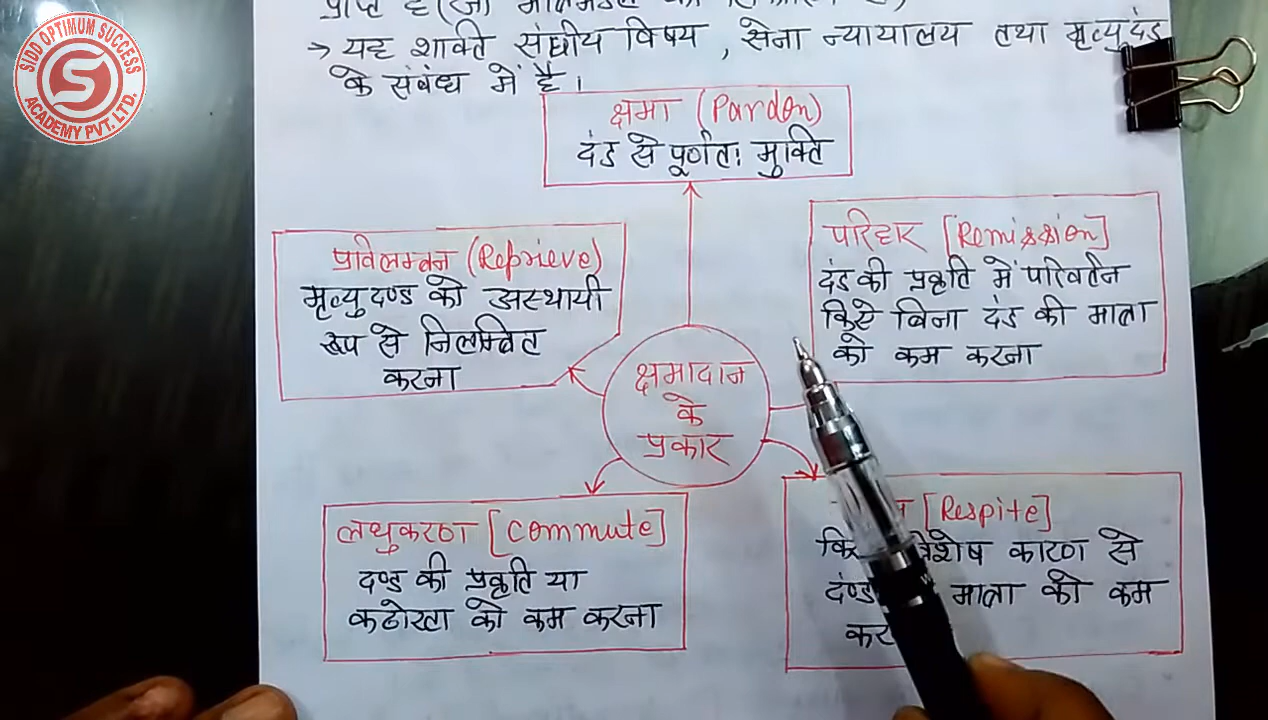 SIDD OPTIMUM SUCCESS
S
ACADEMY PVT. LTD.
→ यह शक्ति संघीय विषय , सेना न्यायालय तथा मृत्युदंड
के संबंध में है।
क्षमा (Pardon)
दंड से पूर्णत: मुक्ति
प्रविलम्बन (Reprieve)
मृत्युदण्ड को अस्थायी
रूप से निलम्बित
करना
परिहार [Remission]
दंड की प्रकृति में परिवर्तन
किये बिना दंड की मात्रा
को कम करना
क्षमादान
के
प्रकार
लघुकरण [Commute]
दण्ड की प्रकृति या
कठोरता को कम करना
[Respite]
कारण से
मात्रा को कम